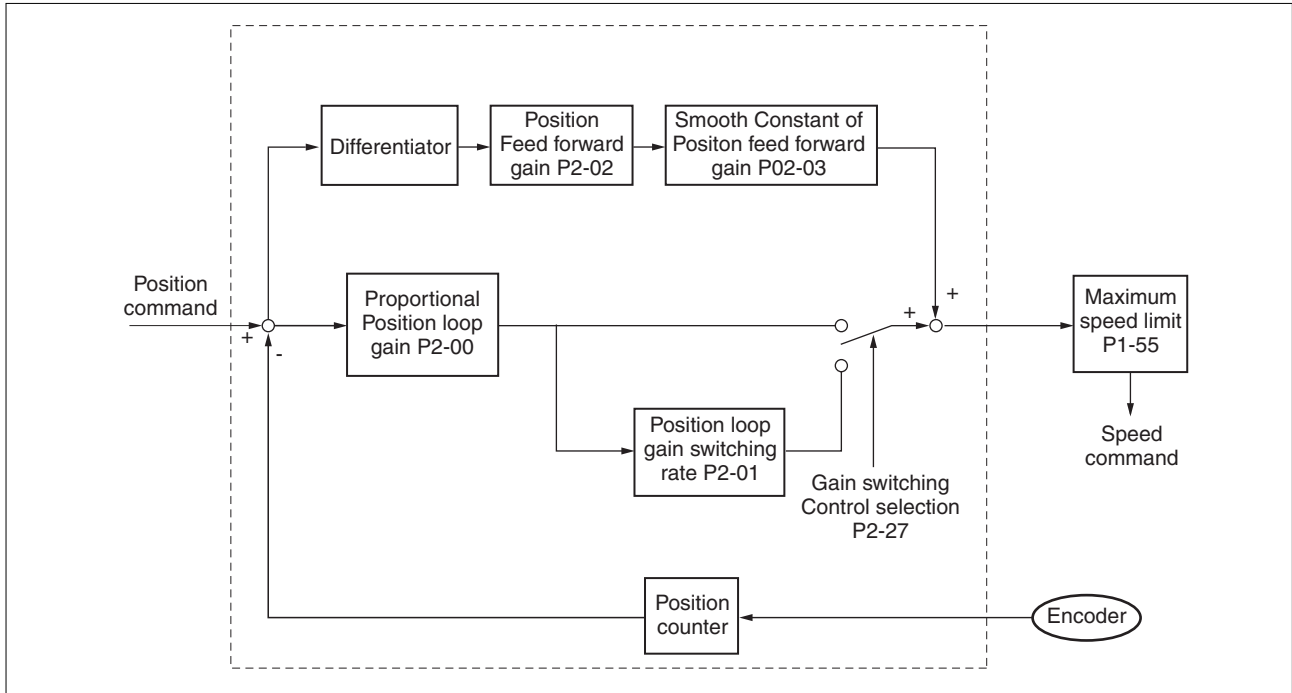 Differentiator
Position
Feed forward
gain P2-02
Smooth Constant of
Positon feed forward
gain P02-03
Position
command
+
-
Proportional
Position loop
gain P2-00
+
+
Maximum
speed limit
P1-55
Position loop
gain switching
rate P2-01
Gain switching
Control selection
P2-27
Speed
command
Position
counter
Encoder